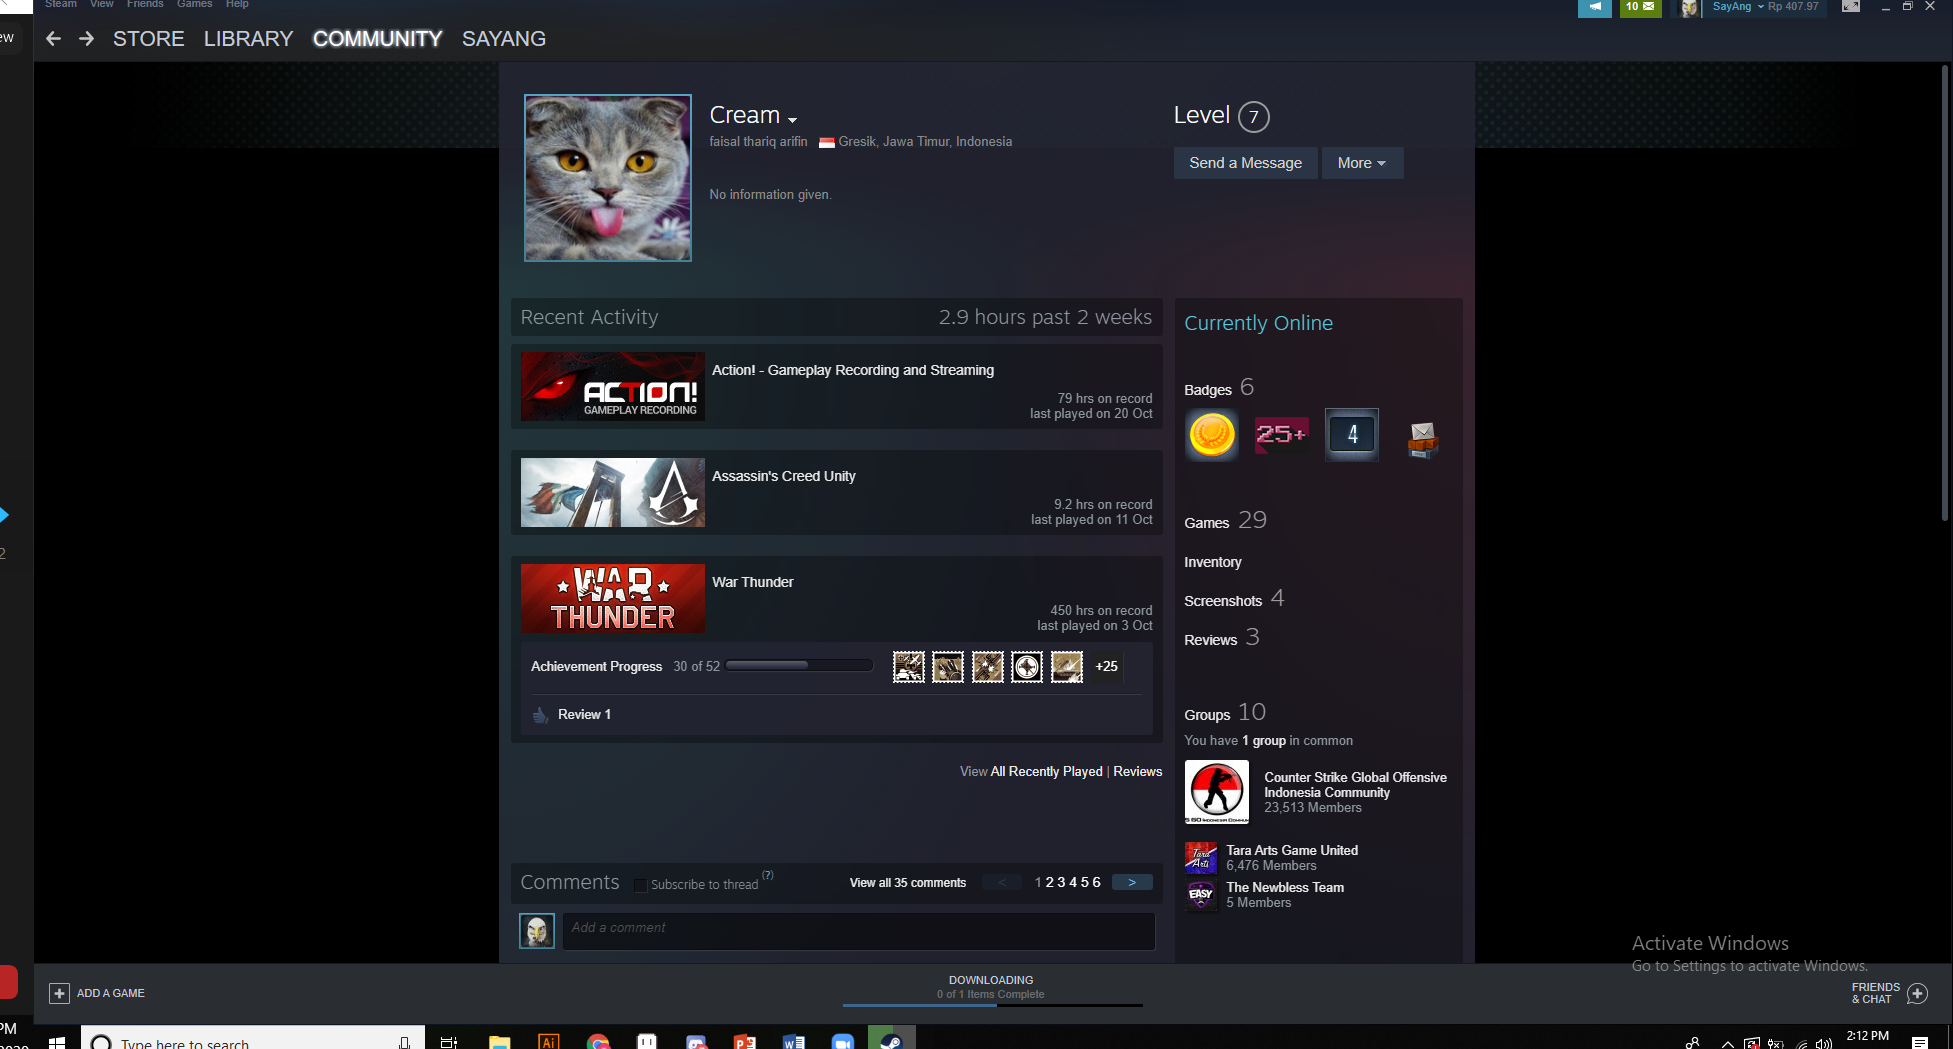 Steam View Friends Games Help
10 SayAng Rp 407.97
ew
STORE LIBRARY COMMUNITY SAYANG
Cream
faisal thariq arifin Gresik, Jawa Timur, Indonesia
No information given.
Level 7
Send a Message More
Recent Activity 2.9 hours past 2 weeks
ACTION!
GAMEPLAY RECORDING
Action! - Gameplay Recording and Streaming
79 hrs on record
last played on 20 Oct
Assassin's Creed Unity
9.2 hrs on record
last played on 11 Oct
WAR
THUNDER
War Thunder
450 hrs on record
last played on 3 Oct
Achievement Progress 30 of 52 +25
Review 1
View All Recently Played | Reviews
Comments Subscribe to thread (?) View all 35 comments < 1 2 3 4 5 6 >
Add a comment
Currently Online
Badges 6
25+ 4
Games 29
Inventory
Screenshots 4
Reviews 3
Groups 10
You have 1 group in common
Counter Strike Global Offensive
Indonesia Community
23,513 Members
Tara
Arts
Tara Arts Game United
6,476 Members
EASY
The Newbless Team
5 Members
Activate Windows
Go to Settings to activate Windows.
ADD A GAME
DOWNLOADING
0 of 1 Items Complete
FRIENDS
& CHAT
PM
2
Type here to search
Ai
2:12 PM